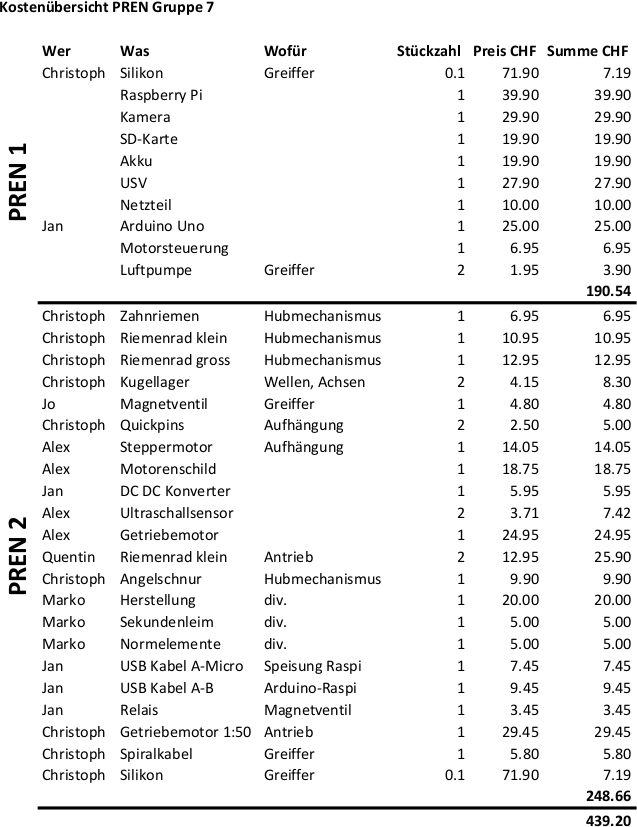 Kostenübersicht PREN Gruppe 7
Wer Was Wofür Stückzahl Preis CHF Summe CHF
PREN 1
Christoph Silikon Greiffer 0.1 71.90 7.19
Raspberry Pi 1 39.90 39.90
Kamera 1 29.90 29.90
SD-Karte 1 19.90 19.90
Akku 1 19.90 19.90
USV 1 27.90 27.90
Netzteil 1 10.00 10.00
Jan Arduino Uno 1 25.00 25.00
Motorsteuerung 1 6.95 6.95
Luftpumpe Greiffer 2 1.95 3.90
190.54
PREN 2
Christoph Zahnriemen Hubmechanismus 1 6.95 6.95
Christoph Riemenrad klein Hubmechanismus 1 10.95 10.95
Christoph Riemenrad gross Hubmechanismus 1 12.95 12.95
Christoph Kugellager Wellen, Achsen 2 4.15 8.30
Jo Magnetventil Greiffer 1 4.80 4.80
Christoph Quickpins Aufhängung 2 2.50 5.00
Alex Steppermotor Aufhängung 1 14.05 14.05
Alex Motorenschild 1 18.75 18.75
Jan DC DC Konverter 1 5.95 5.95
Alex Ultraschallsensor 2 3.71 7.42
Alex Getriebemotor 1 24.95 24.95
Quentin Riemenrad klein Antrieb 2 12.95 25.90
Christoph Angelschnur Hubmechanismus 1 9.90 9.90
Marko Herstellung div. 1 20.00 20.00
Marko Sekundenleim div. 1 5.00 5.00
Marko Normelemente div. 1 5.00 5.00
Jan USB Kabel A-Micro Speisung Raspi 1 7.45 7.45
Jan USB Kabel A-B Arduino-Raspi 1 9.45 9.45
Jan Relais Magnetventil 1 3.45 3.45
Christoph Getriebemotor 1:50 Antrieb 1 29.45 29.45
Christoph Spiralkabel Greiffer 1 5.80 5.80
Christoph Silikon Greiffer 0.1 71.90 7.19
248.66
439.20